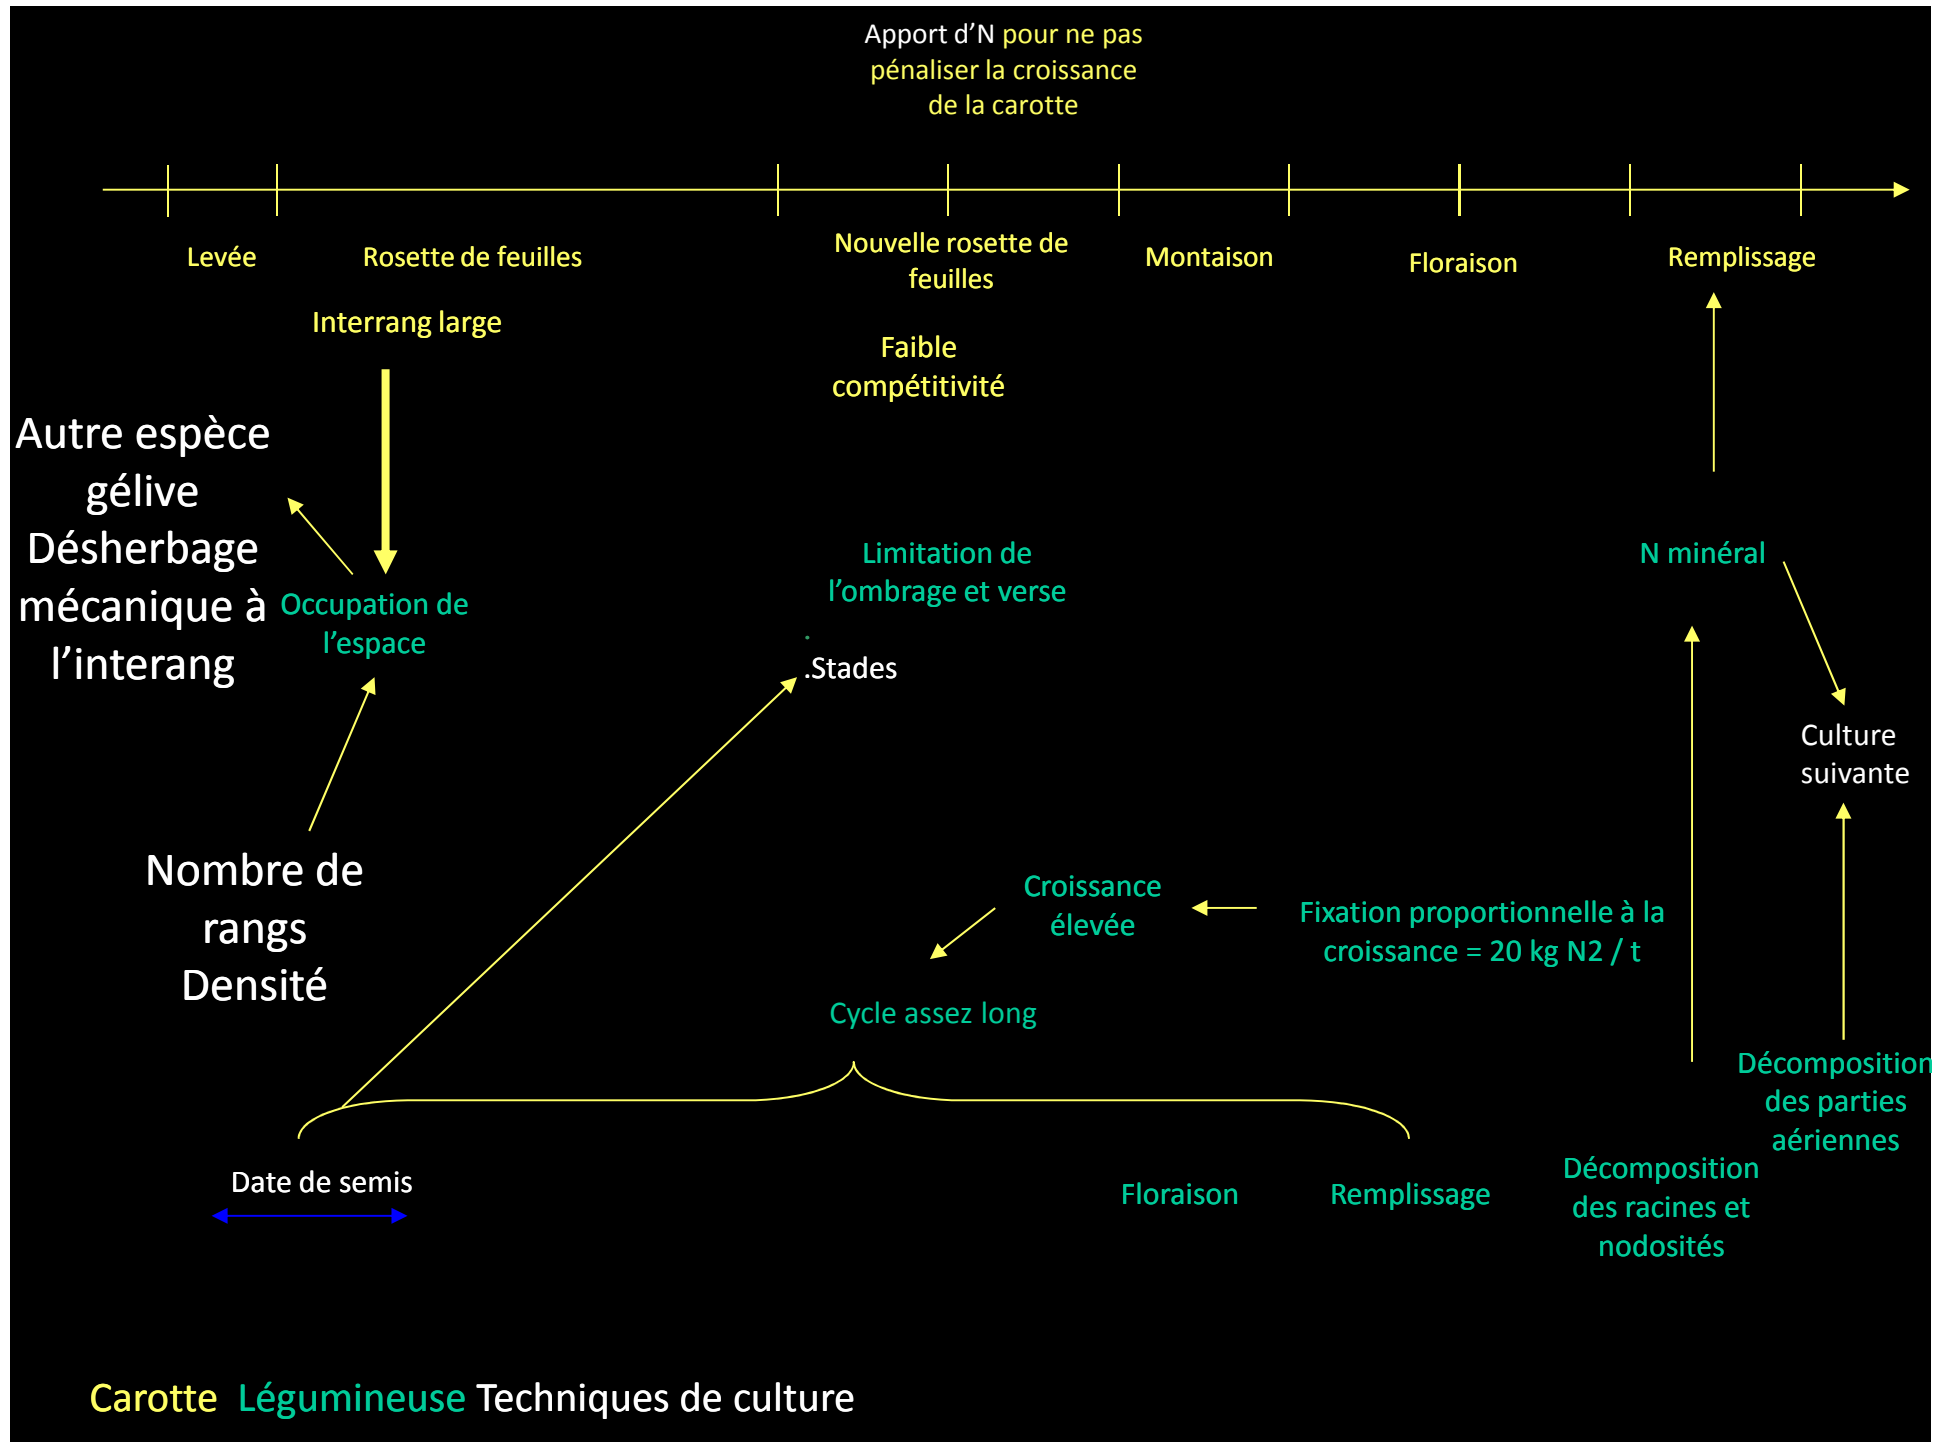 Apport d’N pour ne pas
pénaliser la croissance
de la carotte
Levée
Rosette de feuilles
Nouvelle rosette de
feuilles
Montaison
Floraison
Remplissage
Interrang large
Faible
compétitivité
Autre espèce
gélive
Désherbage
mécanique à
l’interang
Occupation de
l’espace
Limitation de
l’ombrage et verse
.
.Stades
N minéral
Culture
suivante
Nombre de
rangs
Densité
Croissance
élevée
Fixation proportionnelle à la
croissance = 20 kg N2 / t
Cycle assez long
Décomposition
des parties
aériennes
Date de semis
Floraison
Remplissage
Décomposition
des racines et
nodosités
Carotte Légumineuse Techniques de culture